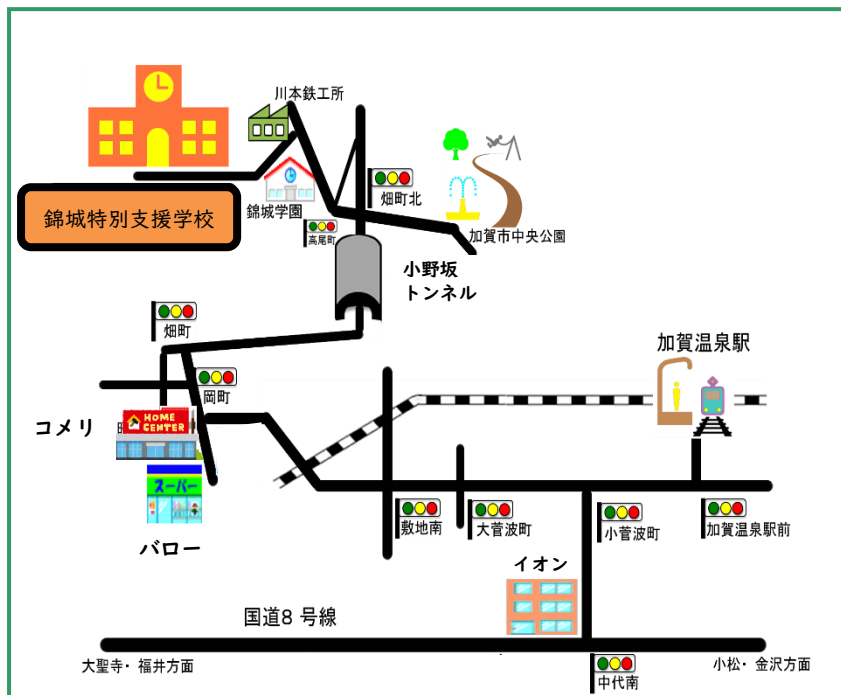 川本鉄工所
錦城特別支援学校
錦城学園
高尾町
畑町北
加賀市中央公園
小野坂
トンネル
畑町
岡町
加賀温泉駅
コメリ
HOME
CENTER
スーパー
バロー
敷地南
大菅波町
小菅波町
加賀温泉駅前
イオン
国道8 号線
大聖寺・福井方面
中代南
小松・金沢方面